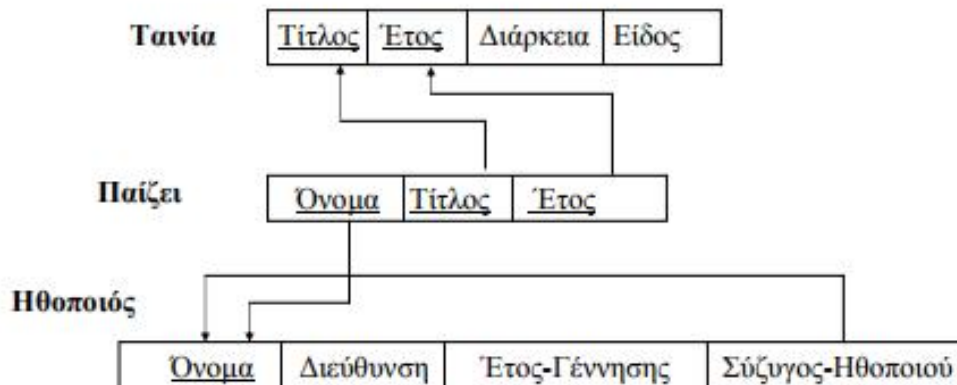 Ταινία Τίτλος Έτος Διάρκεια Είδος
Παίζει Όνομα Τίτλος Έτος
Ηθοποιός
Όνομα Διεύθυνση Έτος-Γέννησης Σύζυγος-Ηθοποιού